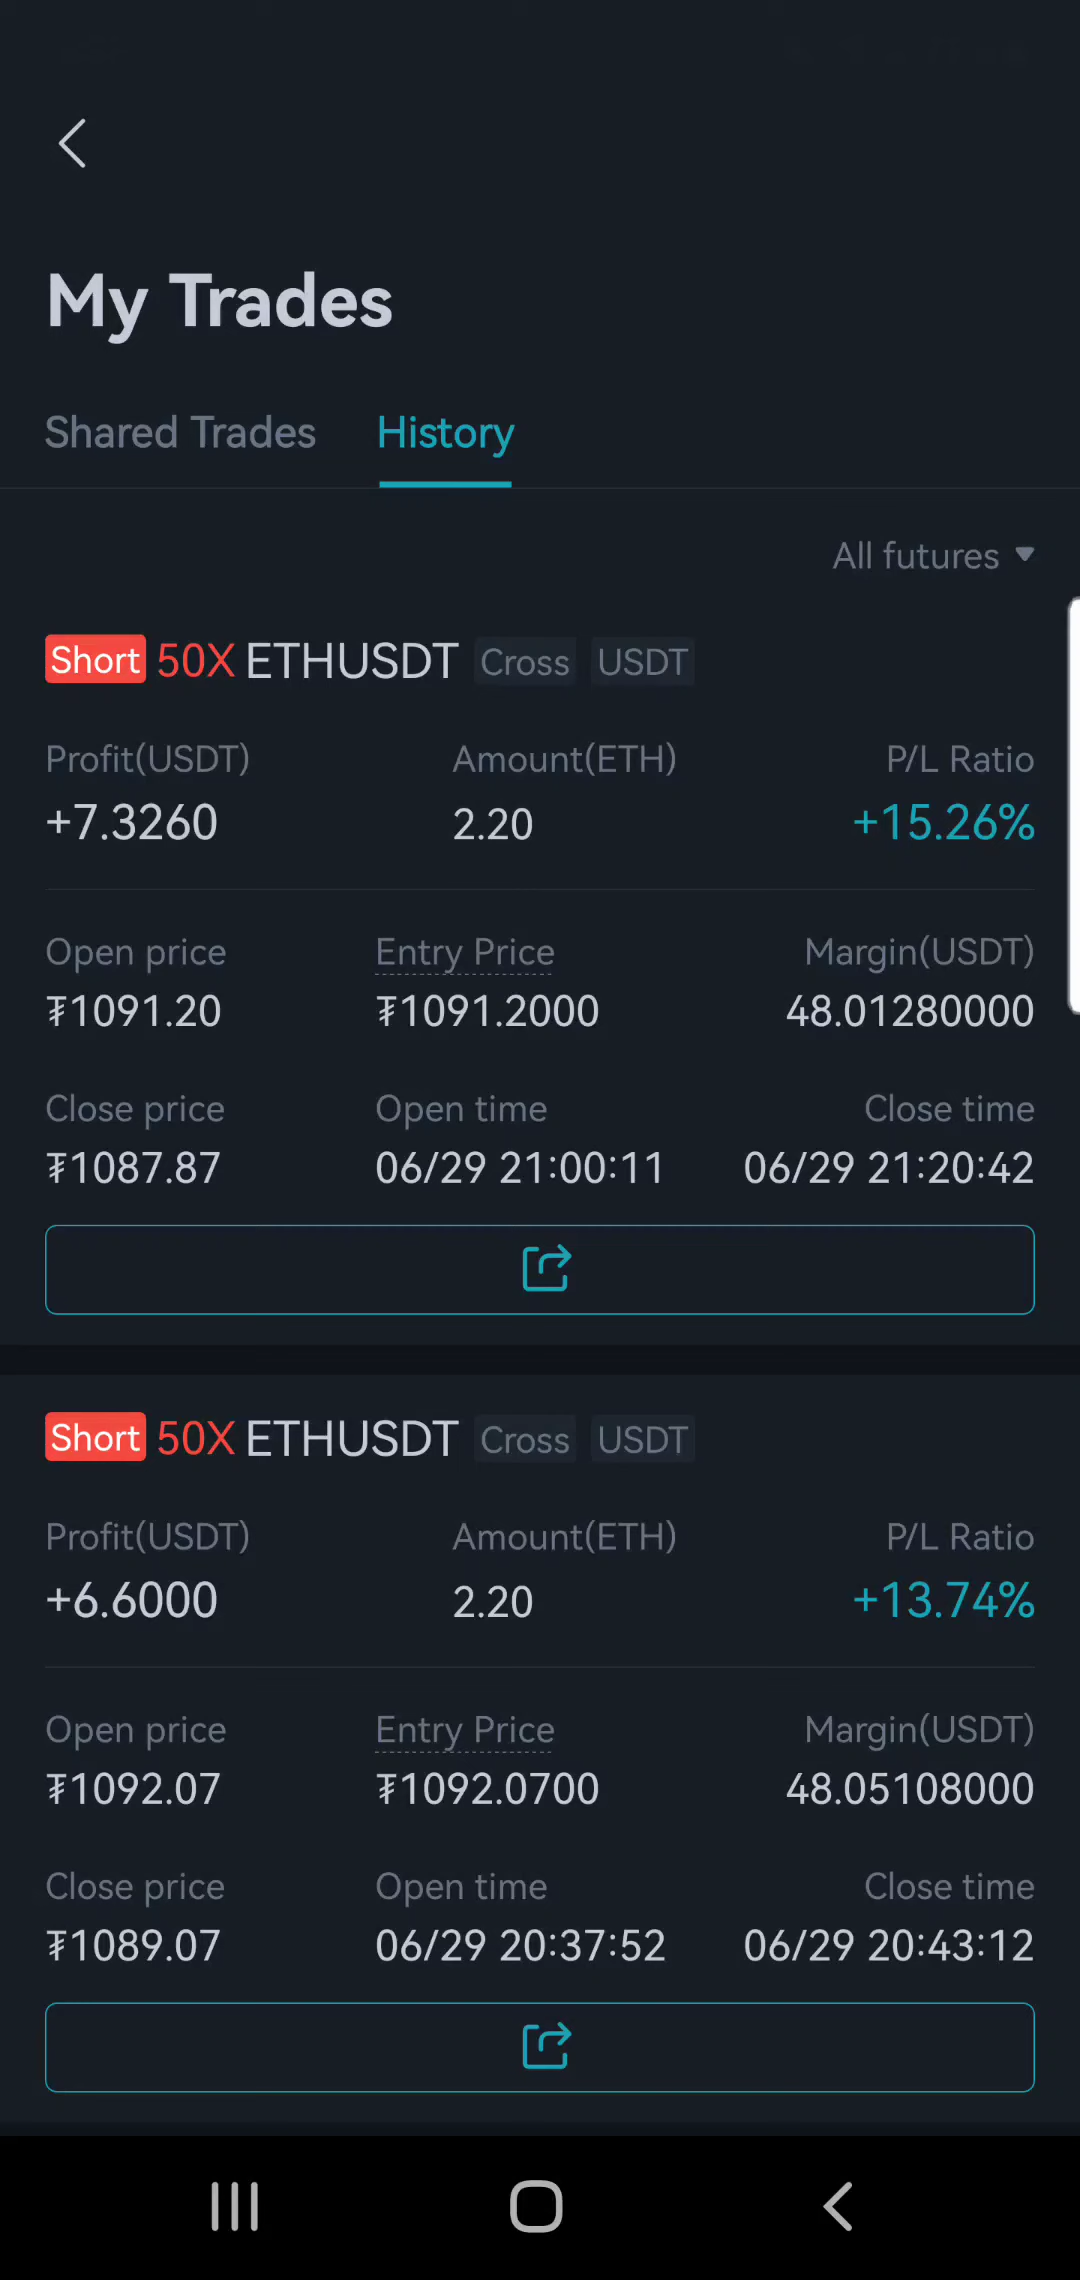 My Trades
Shared Trades History
All futures
Short 50X ETHUSDT Cross USDT
Profit(USDT) Amount(ETH) P/L Ratio
+7.3260 2.20 +15.26%
Open price Entry Price Margin(USDT)
₮1091.20 ₮1091.2000 48.01280000
Close price Open time Close time
₮1087.87 06/29 21:00:11 06/29 21:20:42
Short 50X ETHUSDT Cross USDT
Profit(USDT) Amount(ETH) P/L Ratio
+6.6000 2.20 +13.74%
Open price Entry Price Margin(USDT)
₮1092.07 ₮1092.0700 48.05108000
Close price Open time Close time
₮1089.07 06/29 20:37:52 06/29 20:43:12